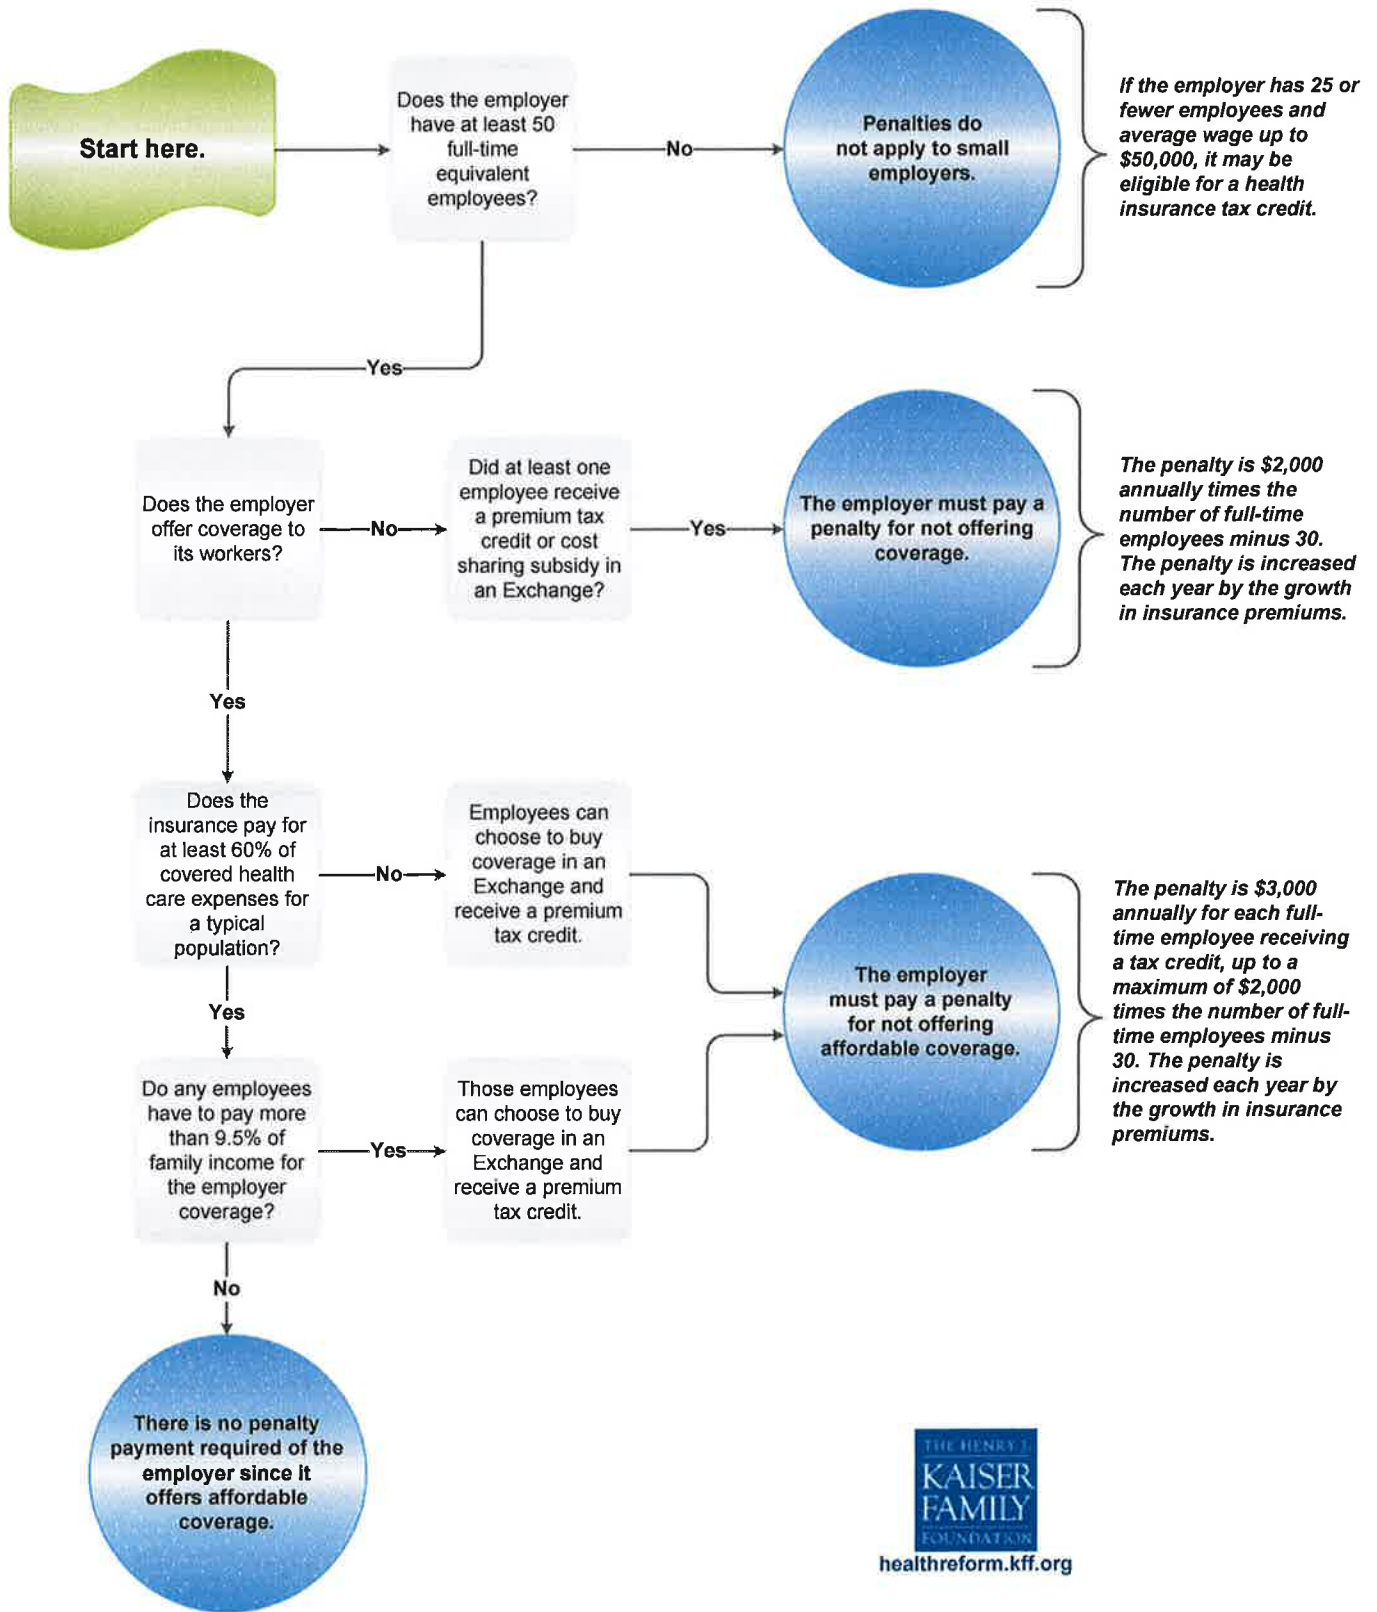 Start here.
Does the employer
have at least 50
full-time
equivalent
employees?
No
Penalties do
not apply to small
employers.
If the employer has 25 or
fewer employees and
average wage up to
$50,000, it may be
eligible for a health
insurance tax credit.
Yes
Does the employer
offer coverage to
its workers?
No
Did at least one
employee receive
a premium tax
credit or cost
sharing subsidy in
an Exchange?
Yes
The employer must pay a
penalty for not offering
coverage.
The penalty is $2,000
annually times the
number of full-time
employees minus 30.
The penalty is increased
each year by the growth
in insurance premiums.
Yes
Does the
insurance pay for
at least 60% of
covered health
care expenses for
a typical
population?
No
Employees can
choose to buy
coverage in an
Exchange and
receive a premium
tax credit.
The employer
must pay a penalty
for not offering
affordable coverage.
The penalty is $3,000
annually for each full-
time employee receiving
a tax credit, up to a
maximum of $2,000
times the number of full-
time employees minus
30. The penalty is
increased each year by
the growth in insurance
premiums.
Yes
Do any employees
have to pay more
than 9.5% of
family income for
the employer
coverage?
Yes
Those employees
can choose to buy
coverage in an
Exchange and
receive a premium
tax credit.
No
There is no penalty
payment required of the
employer since it
offers affordable
coverage.
THE HENRY J.
KAISER
FAMILY
FOUNDATION
healthreform.kff.org